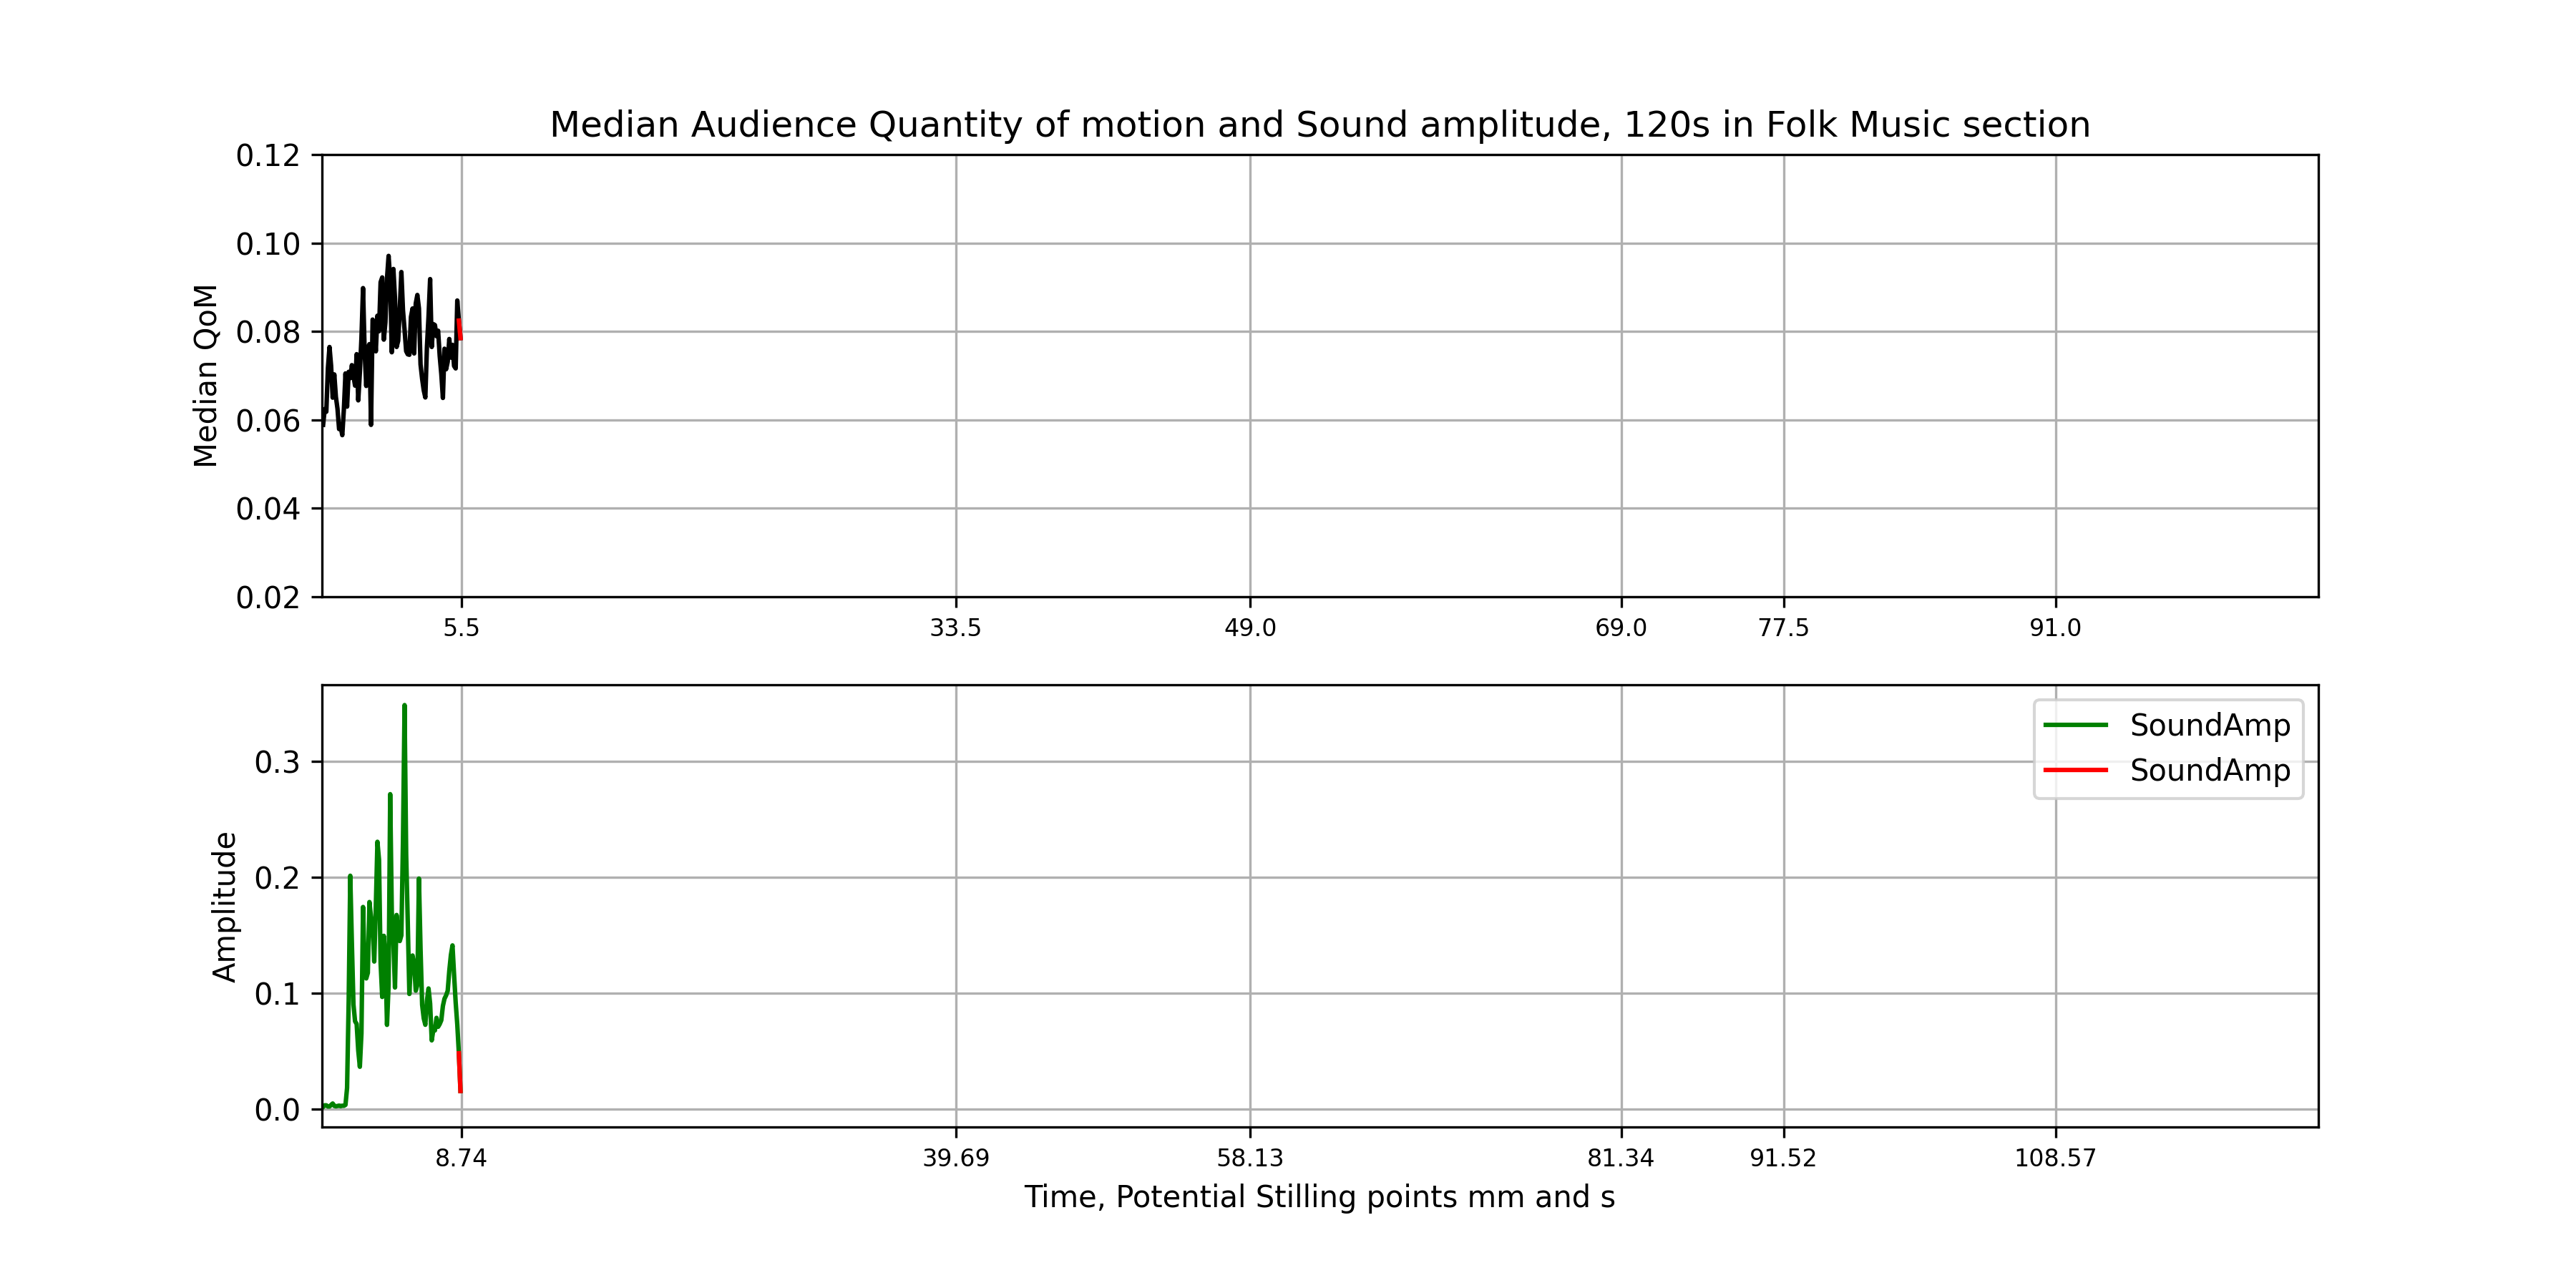 Median Audience Quantity of motion and Sound amplitude, 120s in Folk Music section
0.12
0.10
0.08
0.06
0.04
0.02
Median QoM
5.5 33.5 49.0 69.0 77.5 91.0
SoundAmp
SoundAmp
0.3
0.2
0.1
0.0
Amplitude
8.74 39.69 58.13 81.34 91.52 108.57
Time, Potential Stilling points mm and s